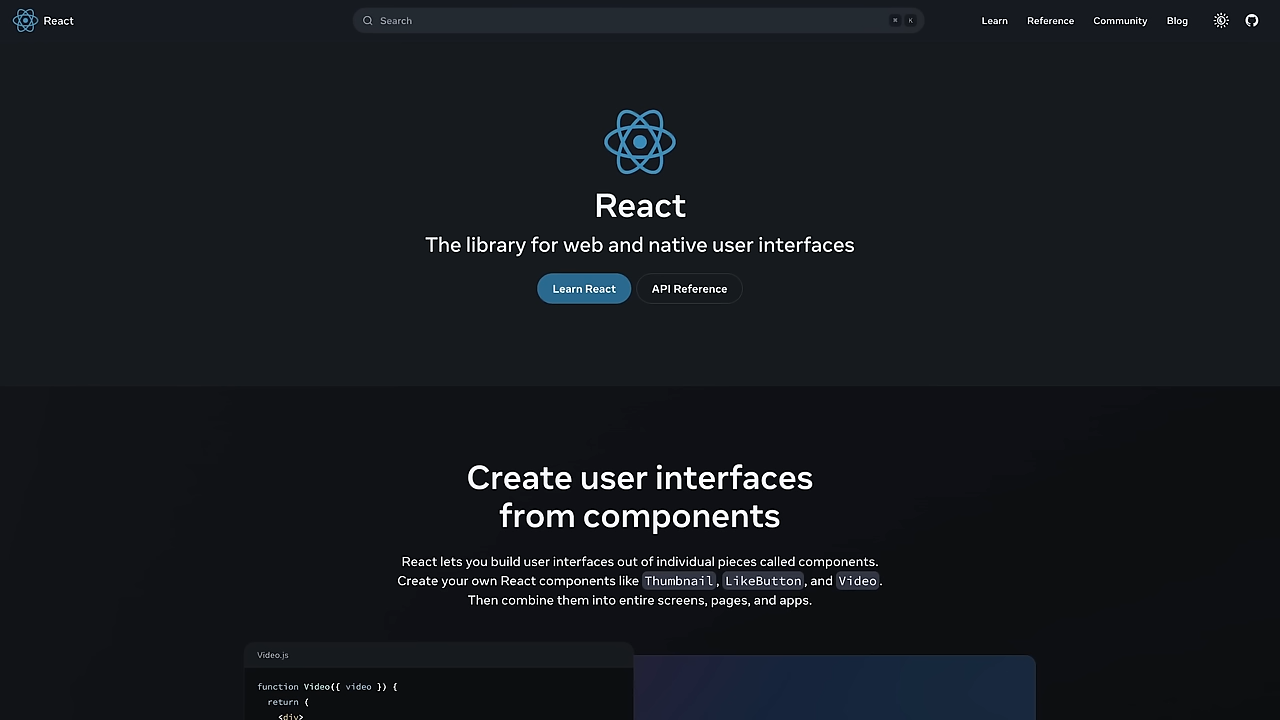 React
Search
⌘ K
Learn
Reference
Community
Blog
React
The library for web and native user interfaces
Learn React
API Reference
Create user interfaces
from components
React lets you build user interfaces out of individual pieces called components.
Create your own React components like Thumbnail, LikeButton, and Video.
Then combine them into entire screens, pages, and apps.
Video.js
function Video({ video }) {
return (
<div>